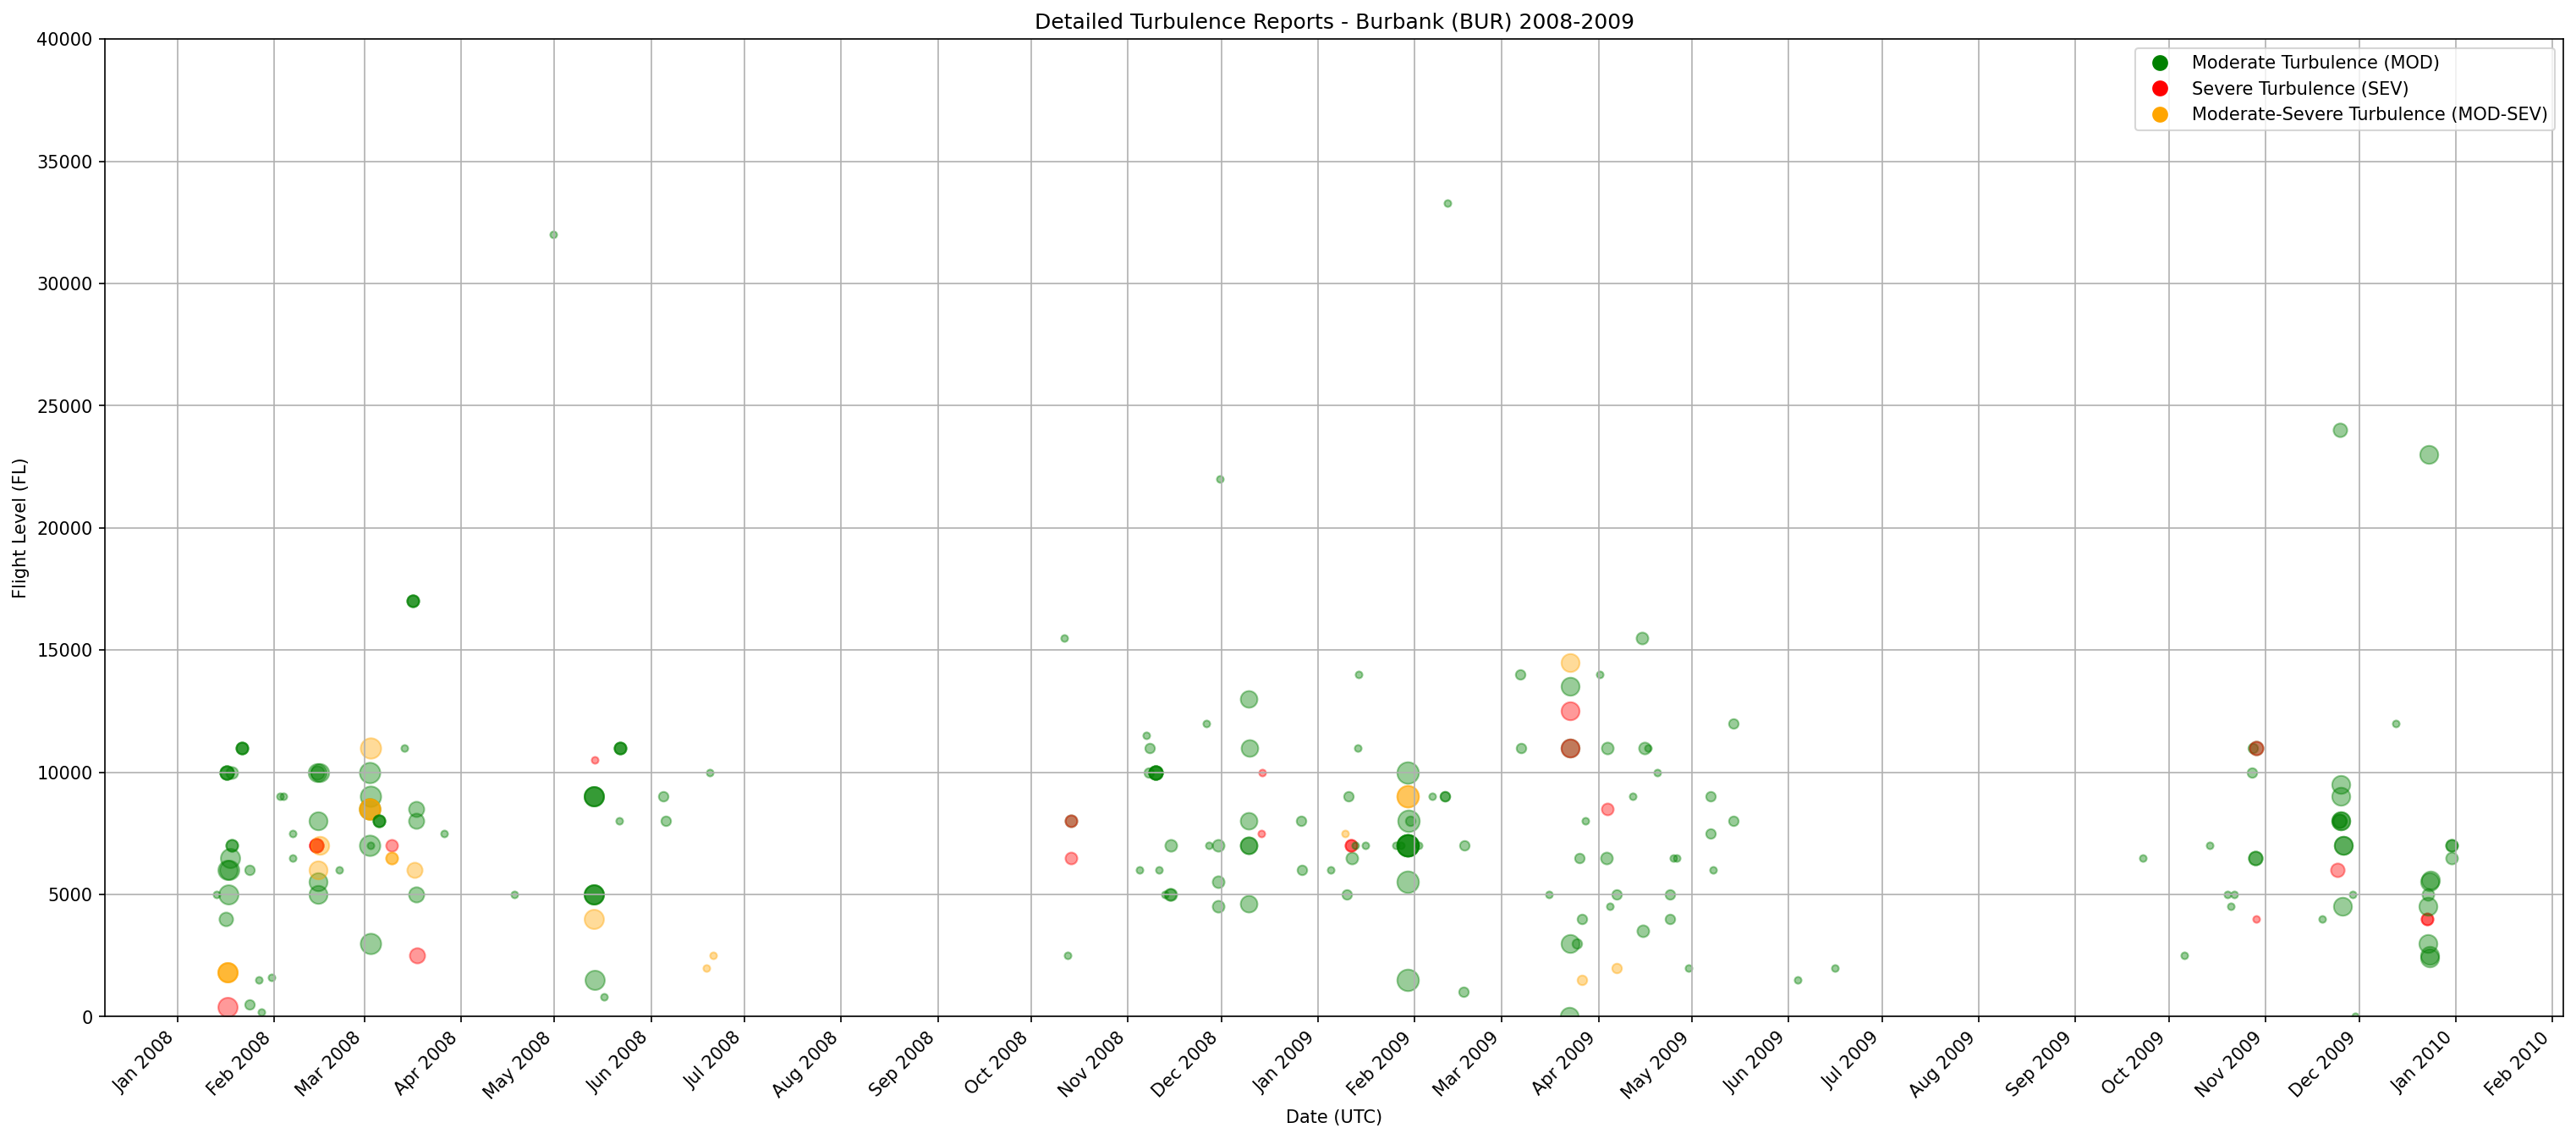 Detailed Turbulence Reports - Burbank (BUR) 2008-2009
40000
35000
30000
25000
20000
15000
10000
5000
0
Flight Level (FL)
Moderate Turbulence (MOD)
Severe Turbulence (SEV)
Moderate-Severe Turbulence (MOD-SEV)
Jan 2008
Feb 2008
Mar 2008
Apr 2008
May 2008
Jun 2008
Jul 2008
Aug 2008
Sep 2008
Oct 2008
Nov 2008
Dec 2008
Jan 2009
Feb 2009
Mar 2009
Apr 2009
May 2009
Jun 2009
Jul 2009
Aug 2009
Sep 2009
Oct 2009
Nov 2009
Dec 2009
Jan 2010
Feb 2010
Date (UTC)